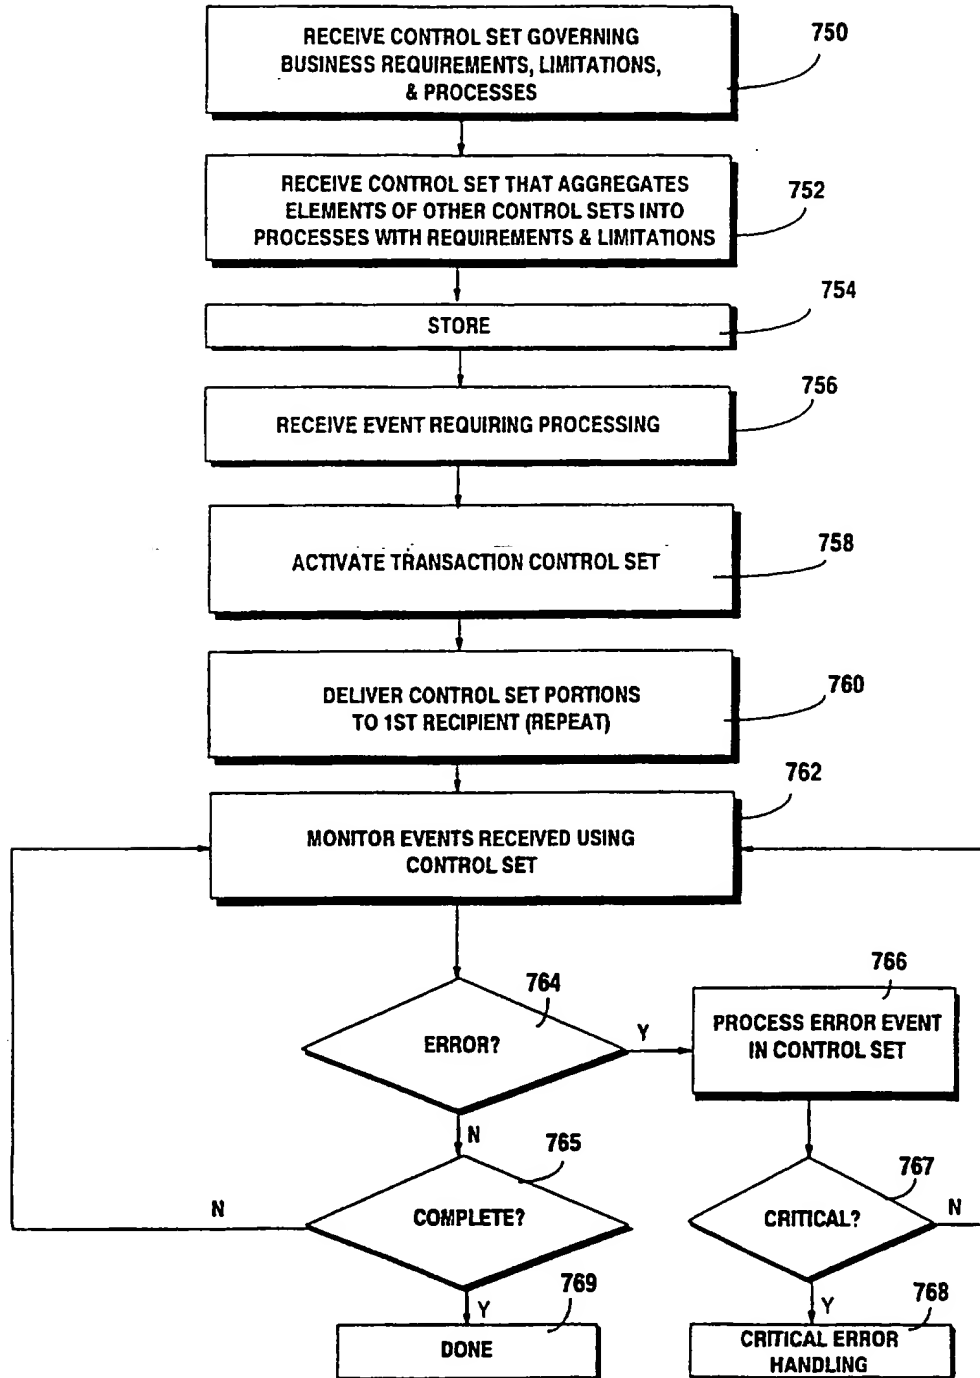 RECEIVE CONTROL SET GOVERNING
BUSINESS REQUIREMENTS, LIMITATIONS,
& PROCESSES
750
RECEIVE CONTROL SET THAT AGGREGATES
ELEMENTS OF OTHER CONTROL SETS INTO
PROCESSES WITH REQUIREMENTS & LIMITATIONS
752
STORE
754
RECEIVE EVENT REQUIRING PROCESSING
756
ACTIVATE TRANSACTION CONTROL SET
758
DELIVER CONTROL SET PORTIONS
TO 1ST RECIPIENT (REPEAT)
760
MONITOR EVENTS RECEIVED USING
CONTROL SET
762
ERROR?
764
Y
N
PROCESS ERROR EVENT
IN CONTROL SET
766
COMPLETE?
765
N
Y
CRITICAL?
767
N
Y
DONE
769
CRITICAL ERROR
HANDLING
768